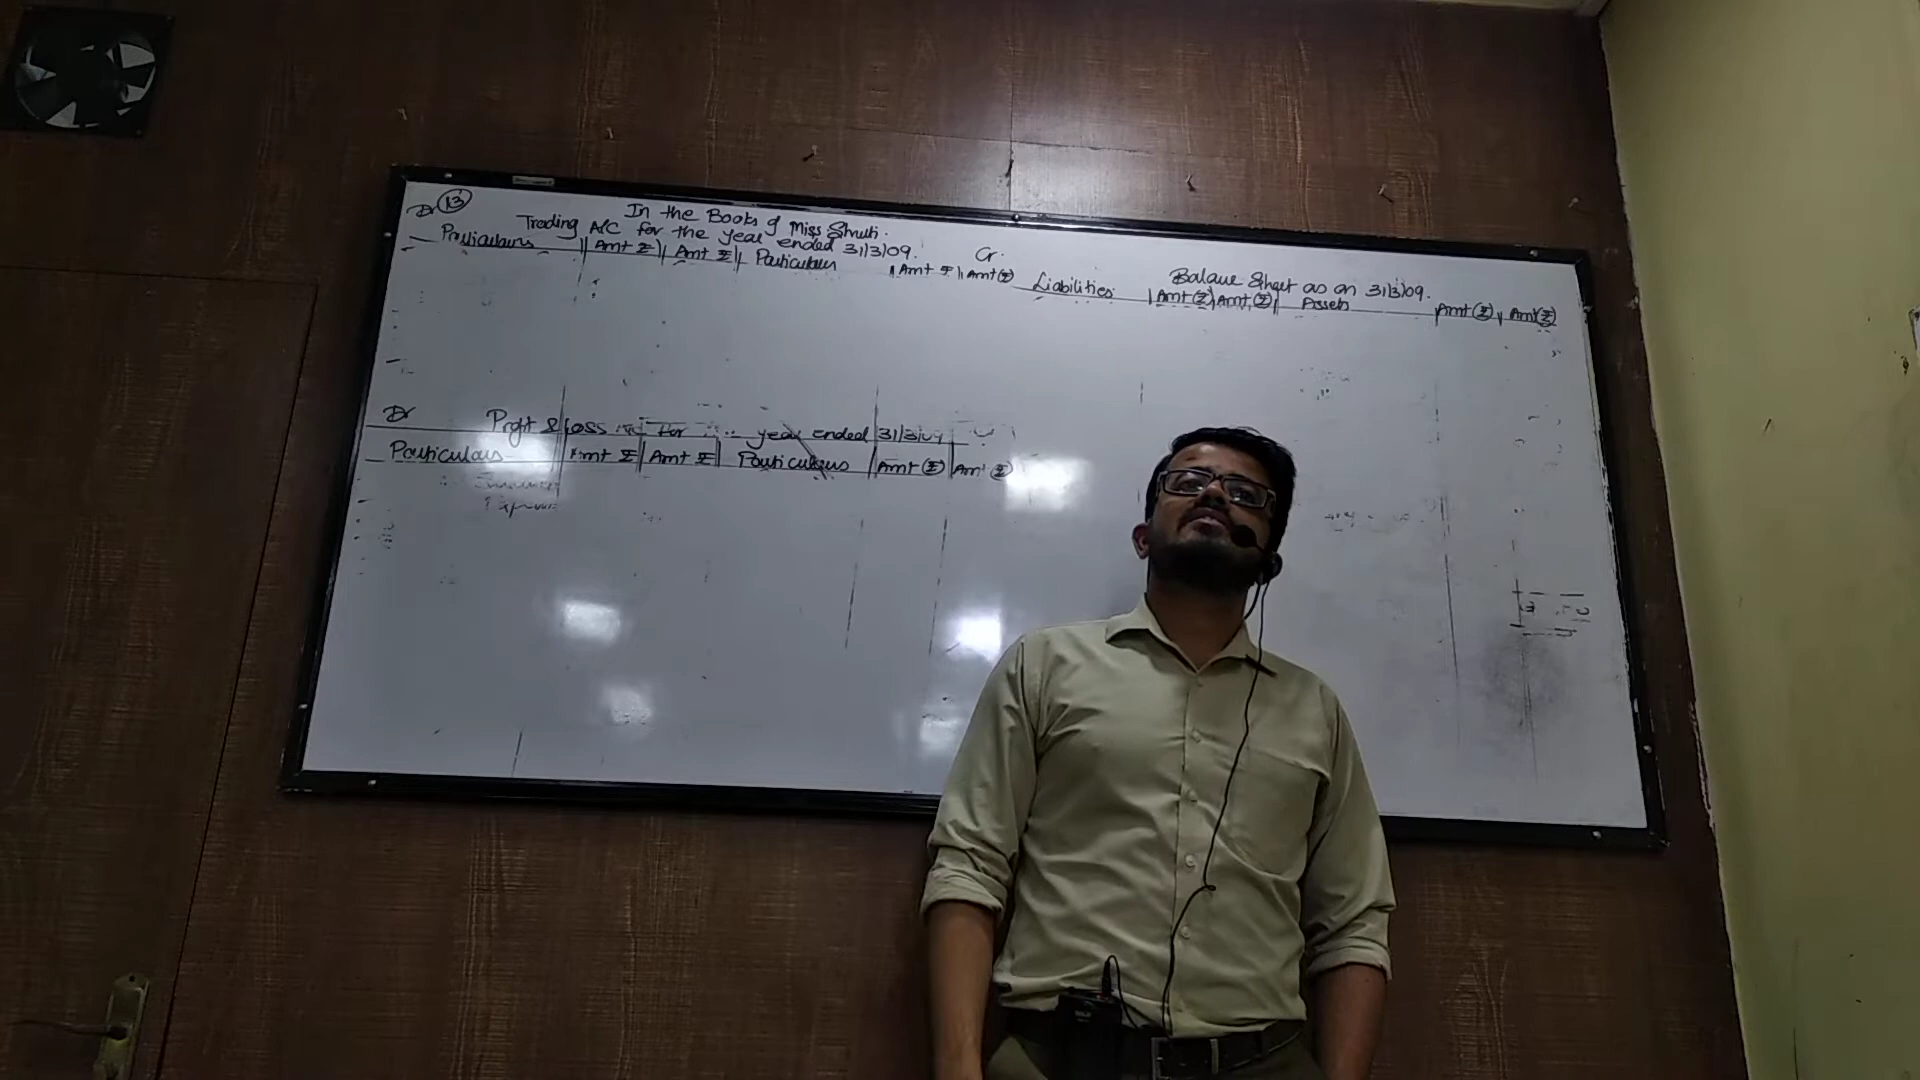 Dr 13
In the Books of Miss Shruti.
Trading A/C for the year ended 31/3/09. Cr.
Particulars Amt ₹ Amt ₹ Particulars Amt ₹ Amt (₹)
Balance Sheet as on 31/3/09.
Liabilities Amt (₹) Amt (₹) Assets Amt (₹) Amt (₹)
Dr Profit & Loss A/c for year ended 31/3/09
Particulars Amt ₹ Amt ₹ Particulars Amt (₹) Amt (₹)